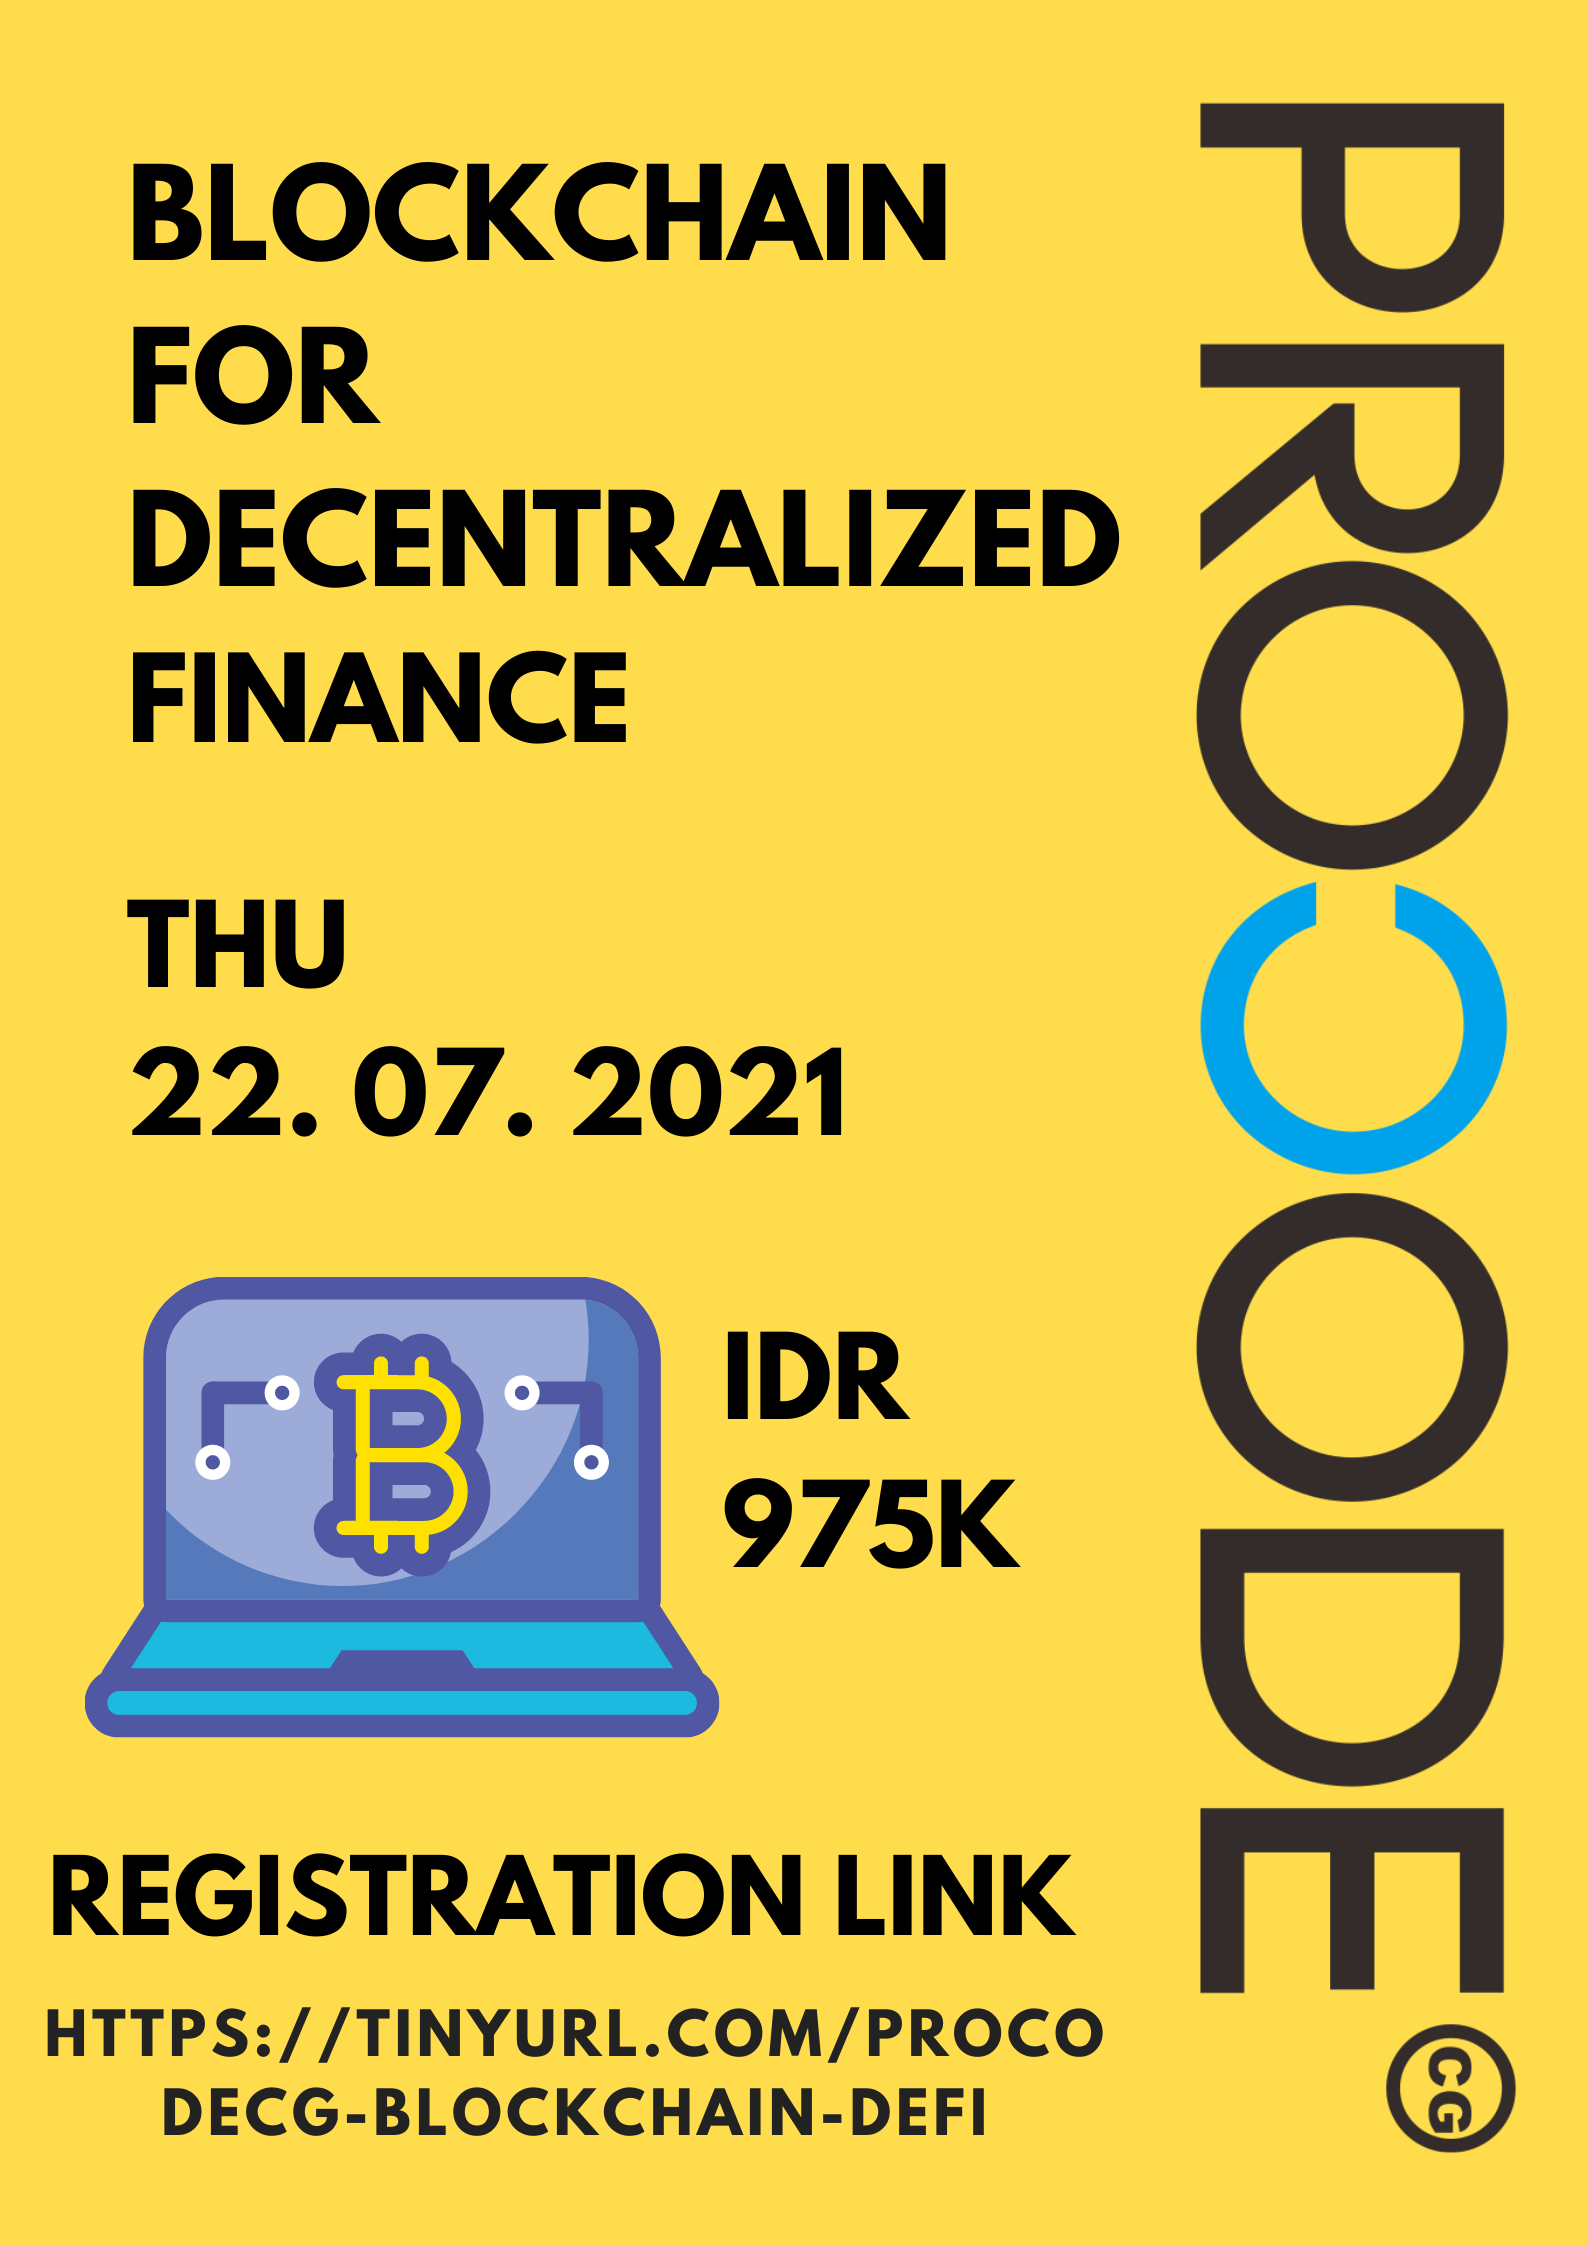 BLOCKCHAIN
FOR
DECENTRALIZED
FINANCE
THU
22. 07. 2021
IDR
975K
REGISTRATION LINK
HTTPS://TINYURL.COM/PROCO
DECG-BLOCKCHAIN-DEFI
PROCODE
CG